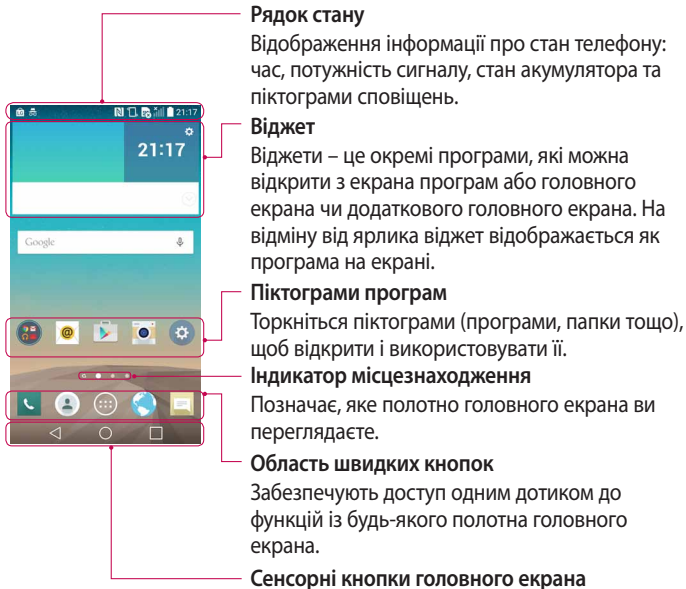 Рядок стану
Відображення інформації про стан телефону:
час, потужність сигналу, стан акумулятора та
піктограми сповіщень.
21:17
Віджет
21:17
Віджети – це окремі програми, які можна
відкрити з екрана програм або головного
екрана чи додаткового головного екрана. На
відміну від ярлика віджет відображається як
програма на екрані.
Google
Піктограми програм
Торкніться піктограми (програми, папки тощо),
щоб відкрити і використовувати її.
Індикатор місцезнаходження
Позначає, яке полотно головного екрана ви
переглядаєте.
Область швидких кнопок
Забезпечують доступ одним дотиком до
функцій із будь-якого полотна головного
екрана.
Сенсорні кнопки головного екрана